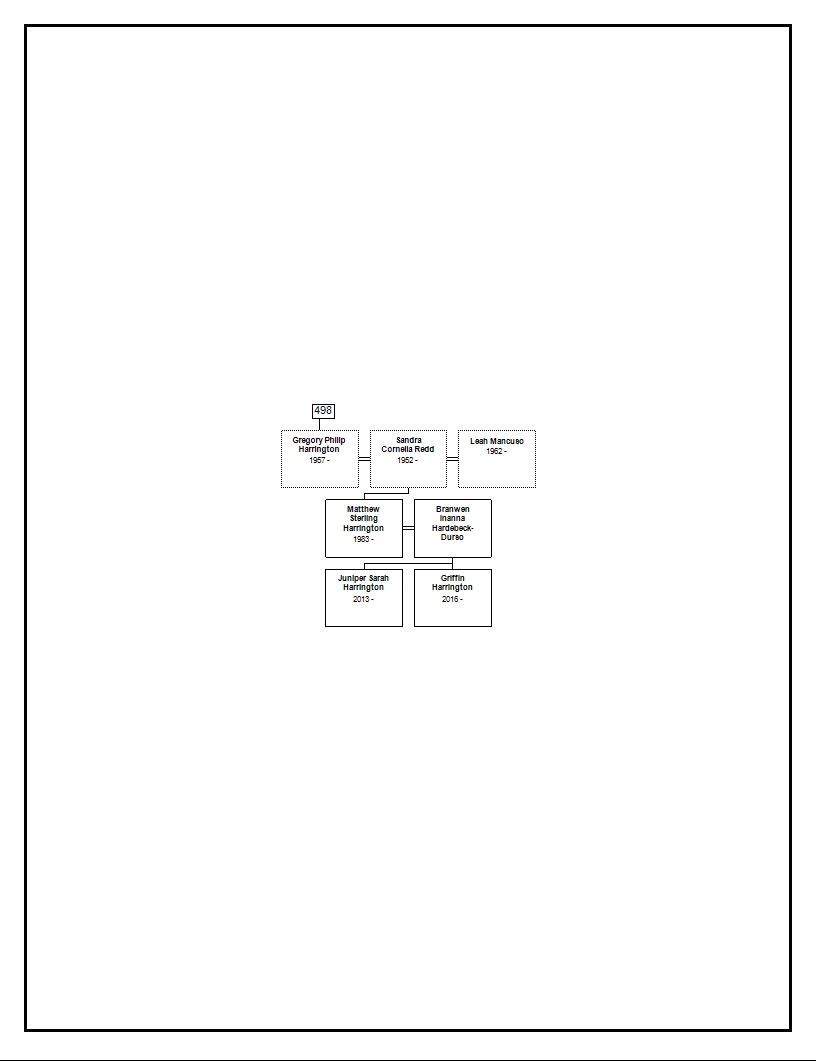 498
Gregory Philip
Harrington
1957 -
Sandra
Cornelia Redd
1952 -
Leah Mancuso
1962 -
Matthew
Sterling
Harrington
1983 -
Branwen
Inanna
Hardebeck-
Durso
Juniper Sarah
Harrington
2013 -
Griffin
Harrington
2016 -